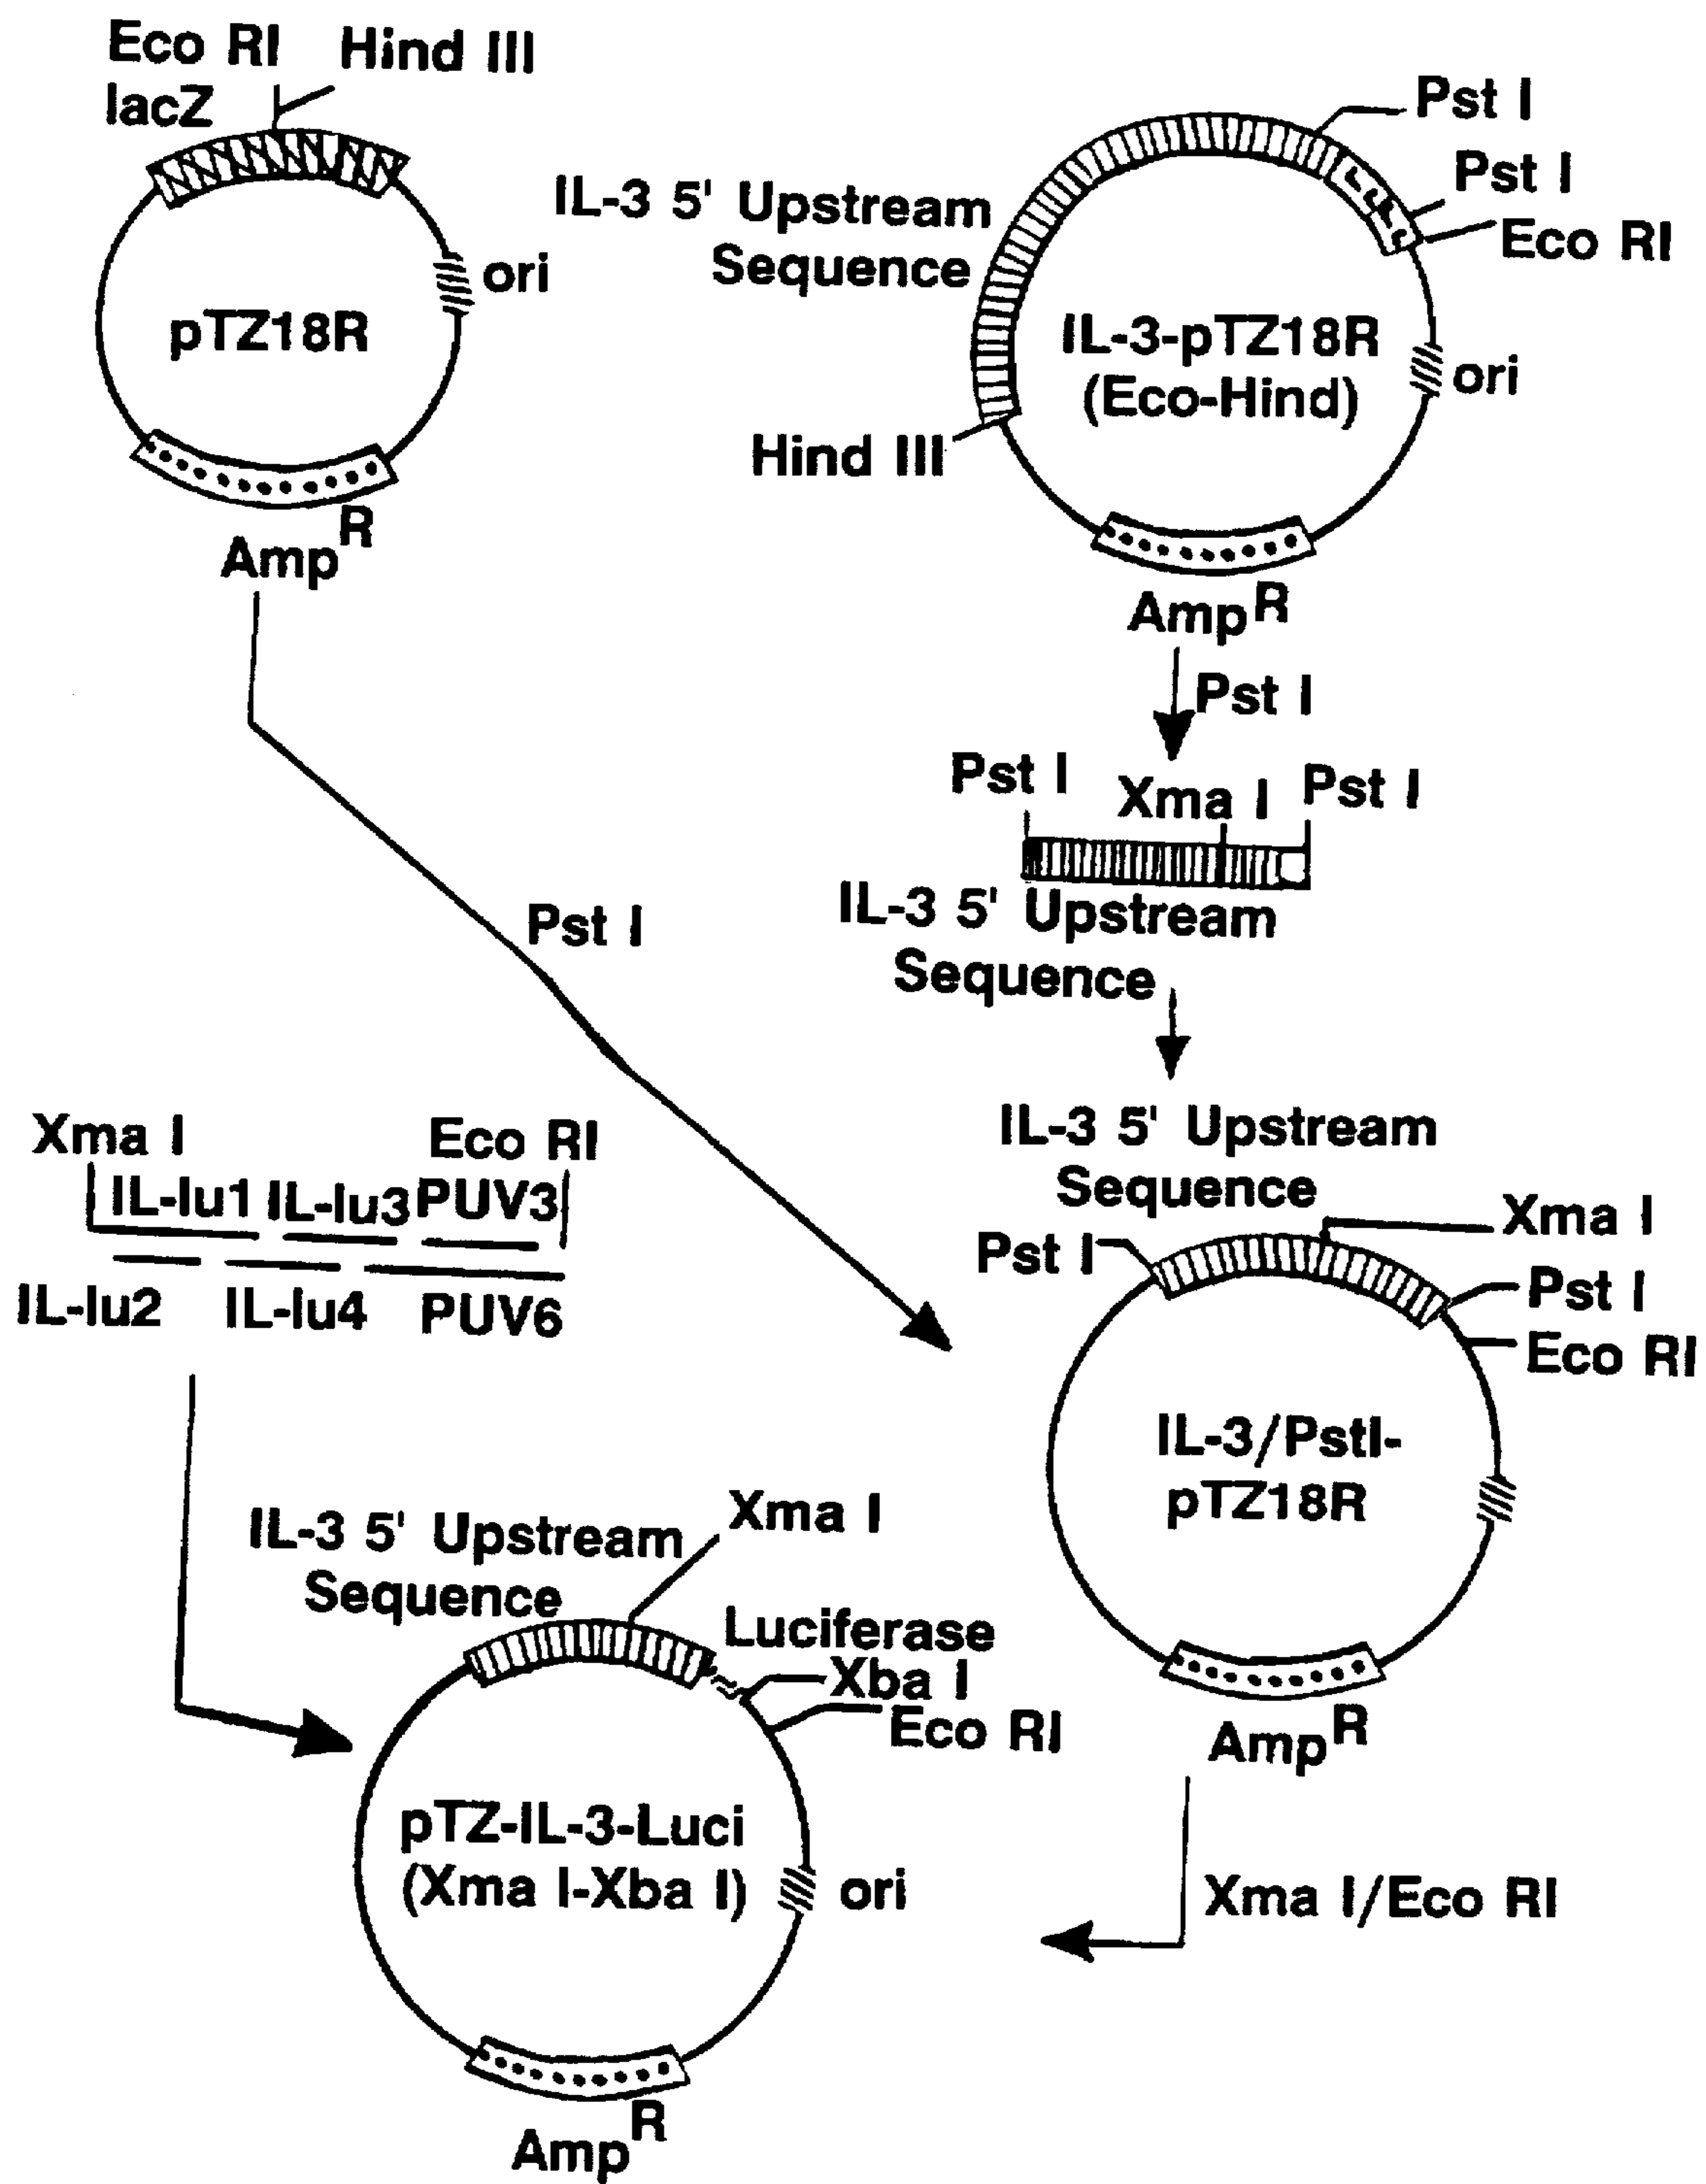 Eco RI Hind III
lacZ
ori
pTZ18R
Amp R
Pst I
Pst I
Eco RI
IL-3 5' Upstream
Sequence
IL-3-pTZ18R
(Eco-Hind)
ori
Hind III
Amp R
Pst I
Pst I Xma I Pst I
IL-3 5' Upstream
Sequence
Pst I
IL-3 5' Upstream
Sequence
Xma I
Pst I
Pst I
Eco RI
IL-3/PstI-
pTZ18R
Amp R
Xma I/Eco RI
Xma I Eco RI
IL-lu1 IL-lu3 PUV3
IL-lu2 IL-lu4 PUV6
IL-3 5' Upstream
Sequence
Xma I
Luciferase
Xba I
Eco RI
pTZ-IL-3-Luci
(Xma I-Xba I)
ori
Amp R